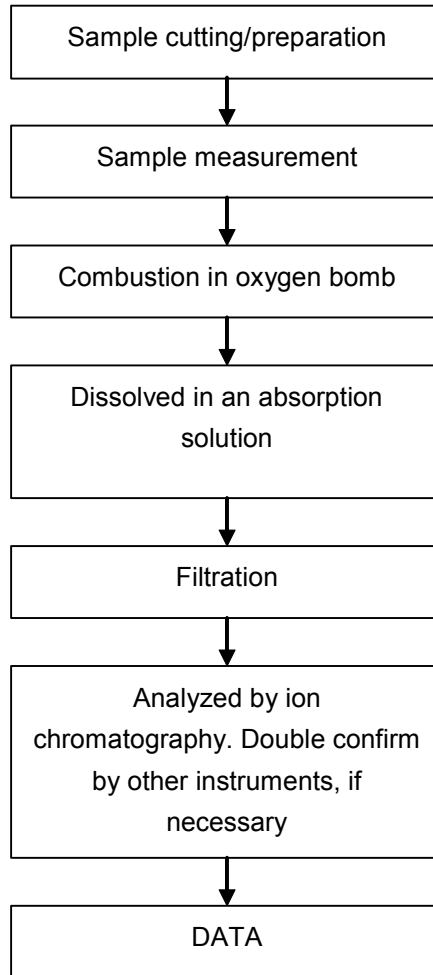 Sample cutting/preparation
Sample measurement
Combustion in oxygen bomb
Dissolved in an absorption
solution
Filtration
Analyzed by ion
chromatography. Double confirm
by other instruments, if
necessary
DATA